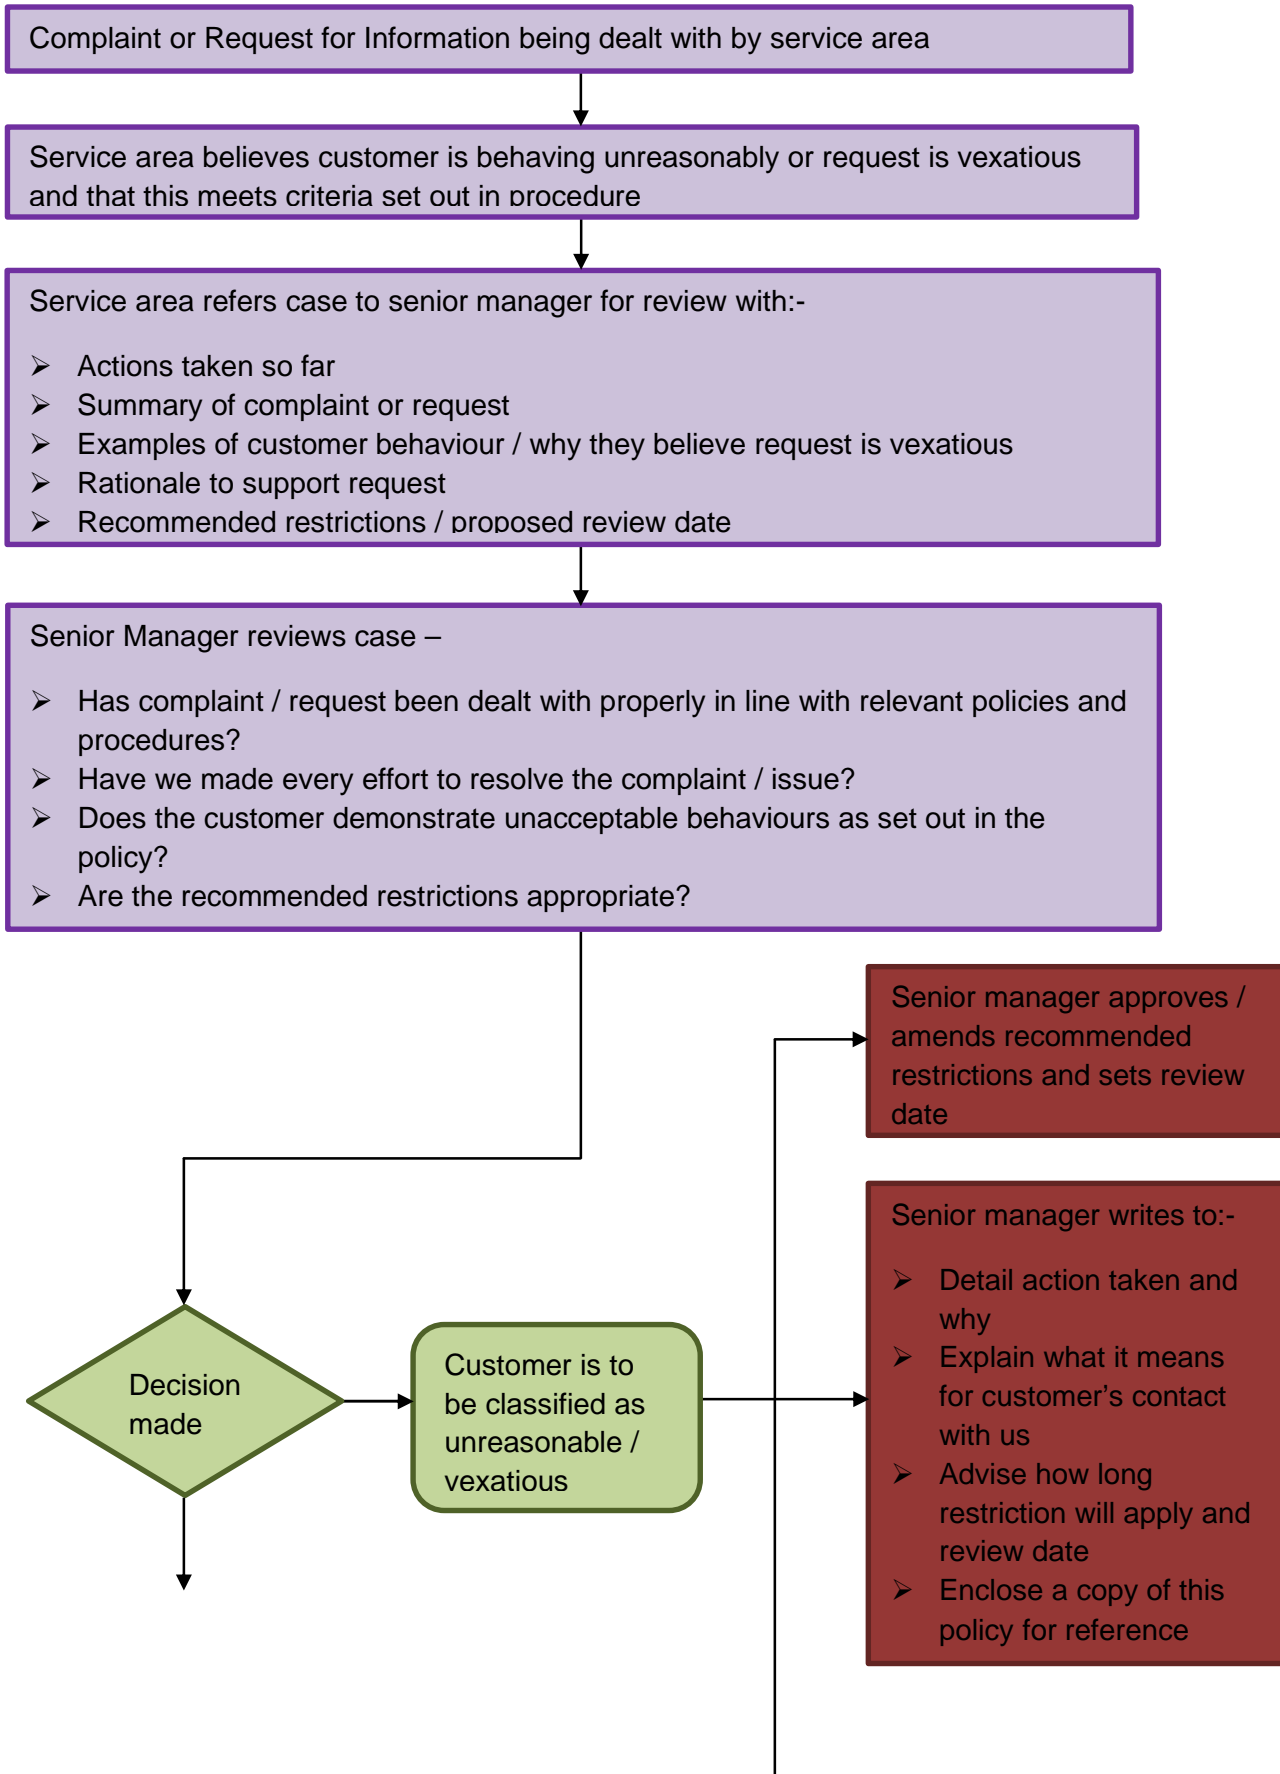 Complaint or Request for Information being dealt with by service area
Service area believes customer is behaving unreasonably or request is vexatious
and that this meets criteria set out in procedure
Service area refers case to senior manager for review with:-
➢ Actions taken so far
➢ Summary of complaint or request
➢ Examples of customer behaviour / why they believe request is vexatious
➢ Rationale to support request
➢ Recommended restrictions / proposed review date
Senior Manager reviews case –
➢ Has complaint / request been dealt with properly in line with relevant policies and
procedures?
➢ Have we made every effort to resolve the complaint / issue?
➢ Does the customer demonstrate unacceptable behaviours as set out in the
policy?
➢ Are the recommended restrictions appropriate?
Senior manager approves /
amends recommended
restrictions and sets review
date
Senior manager writes to:-
➢ Detail action taken and
why
➢ Explain what it means
for customer’s contact
with us
➢ Advise how long
restriction will apply and
review date
➢ Enclose a copy of this
policy for reference
Decision
made
Customer is to
be classified as
unreasonable /
vexatious